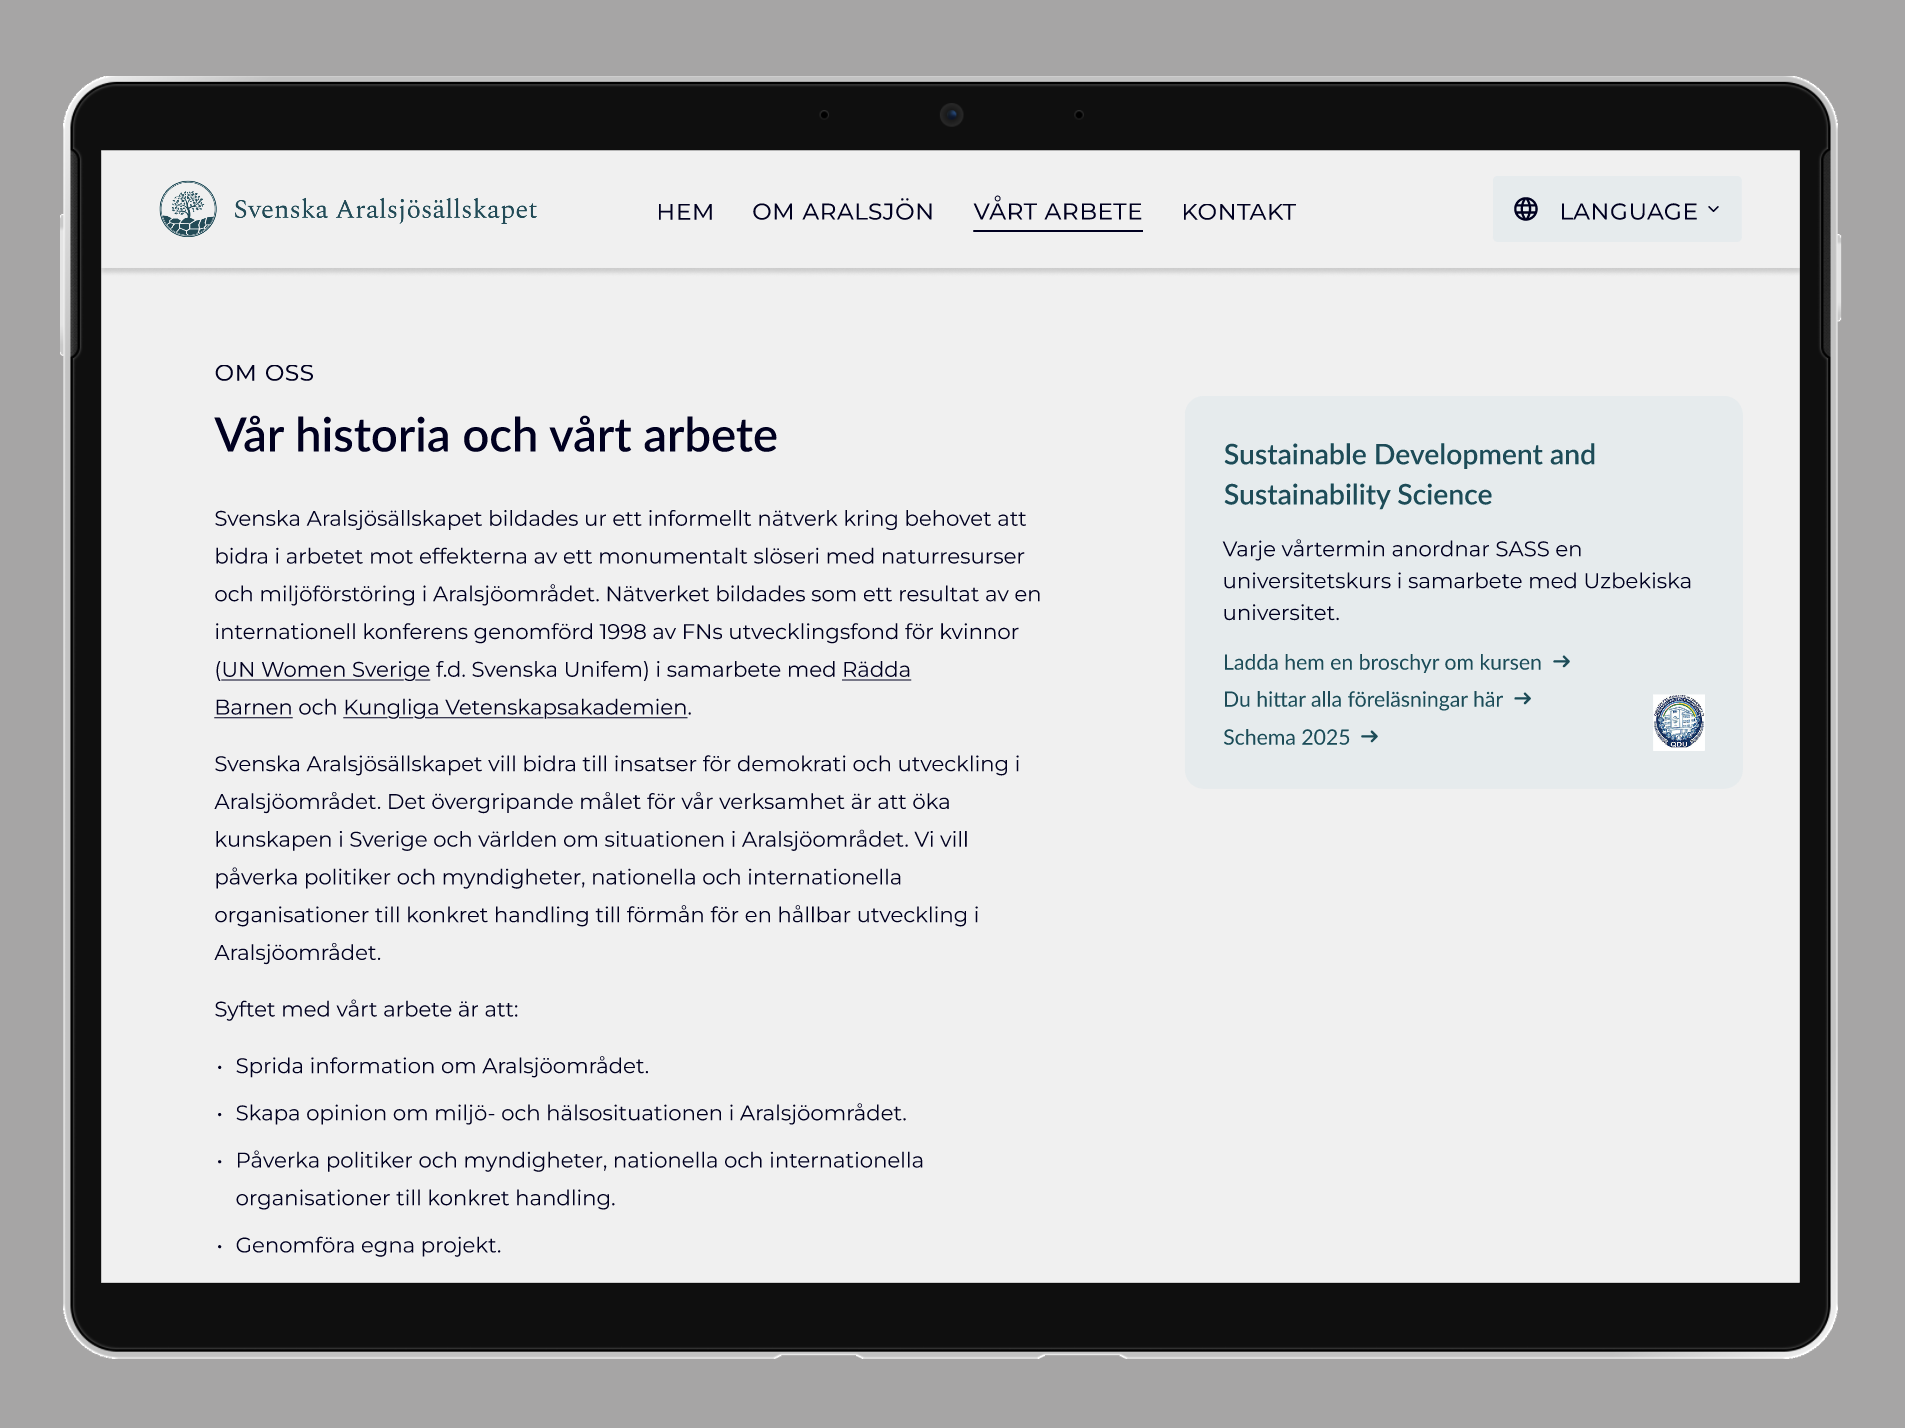 Svenska Aralsjösällskapet
HEM
OM ARALSJÖN
VÅRT ARBETE
KONTAKT
LANGUAGE
OM OSS
Vår historia och vårt arbete
Svenska Aralsjösällskapet bildades ur ett informellt nätverk kring behovet att
bidra i arbetet mot effekterna av ett monumentalt slöseri med naturresurser
och miljöförstöring i Aralsjöområdet. Nätverket bildades som ett resultat av en
internationell konferens genomförd 1998 av FNs utvecklingsfond för kvinnor
(UN Women Sverige f.d. Svenska Unifem) i samarbete med Rädda
Barnen och Kungliga Vetenskapsakademien.
Svenska Aralsjösällskapet vill bidra till insatser för demokrati och utveckling i
Aralsjöområdet. Det övergripande målet för vår verksamhet är att öka
kunskapen i Sverige och världen om situationen i Aralsjöområdet. Vi vill
påverka politiker och myndigheter, nationella och internationella
organisationer till konkret handling till förmån för en hållbar utveckling i
Aralsjöområdet.
Syftet med vårt arbete är att:
• Sprida information om Aralsjöområdet.
• Skapa opinion om miljö- och hälsosituationen i Aralsjöområdet.
• Påverka politiker och myndigheter, nationella och internationella
organisationer till konkret handling.
• Genomföra egna projekt.
Sustainable Development and
Sustainability Science
Varje vårtermin anordnar SASS en
universitetskurs i samarbete med Uzbekiska
universitet.
Ladda hem en broschyr om kursen →
Du hittar alla föreläsningar här →
Schema 2025 →
QDU